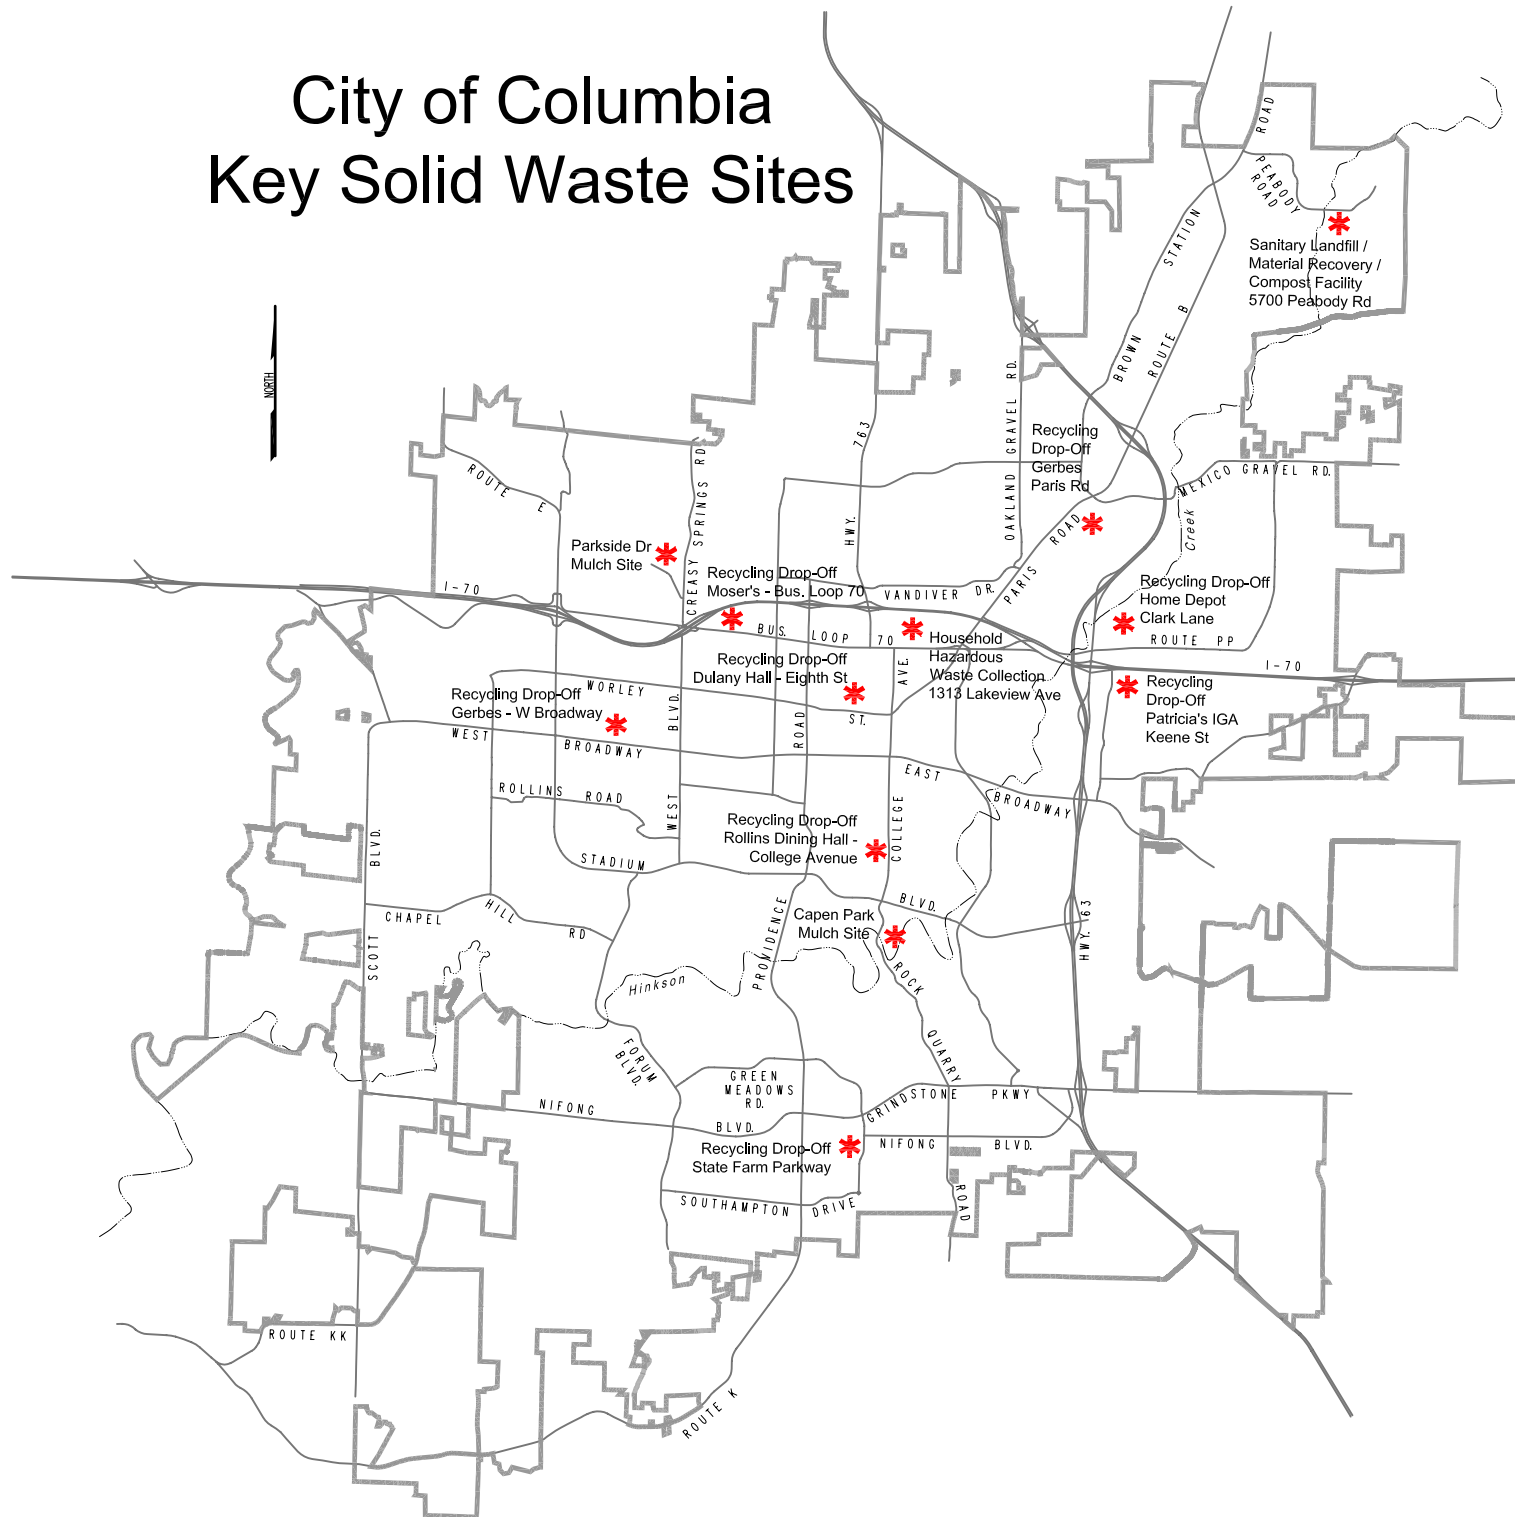 City of Columbia
Key Solid Waste Sites
NORTH
ROAD
PEABODY
ROAD
STATION
BROWN
ROUTE B
Sanitary Landfill /
Material Recovery /
Compost Facility
5700 Peabody Rd
OAKLAND GRAVEL RD.
HWY. 763
Recycling
Drop-Off
Gerbes
Paris Rd
MEXICO GRAVEL RD.
Creek
ROUTE E
CREASY SPRINGS RD
PARIS ROAD
Parkside Dr
Mulch Site
I-70
Recycling Drop-Off
Moser's - Bus. Loop 70
VANDIVER DR.
Recycling Drop-Off
Home Depot
Clark Lane
BUS. LOOP 70
ROUTE PP
I-70
Household
Hazardous
Waste Collection
1313 Lakeview Ave
Recycling Drop-Off
Dulany Hall - Eighth St
Recycling
Drop-Off
Patricia's IGA
Keene St
WORLEY ST.
Recycling Drop-Off
Gerbes - W Broadway
WEST BROADWAY
EAST BROADWAY
WEST BLVD.
PROVIDENCE ROAD
COLLEGE AVE.
ROLLINS ROAD
Recycling Drop-Off
Rollins Dining Hall -
College Avenue
STADIUM BLVD.
SCOTT BLVD.
CHAPEL HILL RD
Capen Park
Mulch Site
HWY. 63
Hinkson
ROCK QUARRY ROAD
FORUM
BLVD.
GREEN
MEADOWS
RD.
GRINDSTONE PKWY
NIFONG BLVD.
NIFONG BLVD.
Recycling Drop-Off
State Farm Parkway
SOUTHAMPTON DRIVE
ROUTE KK
ROUTE K